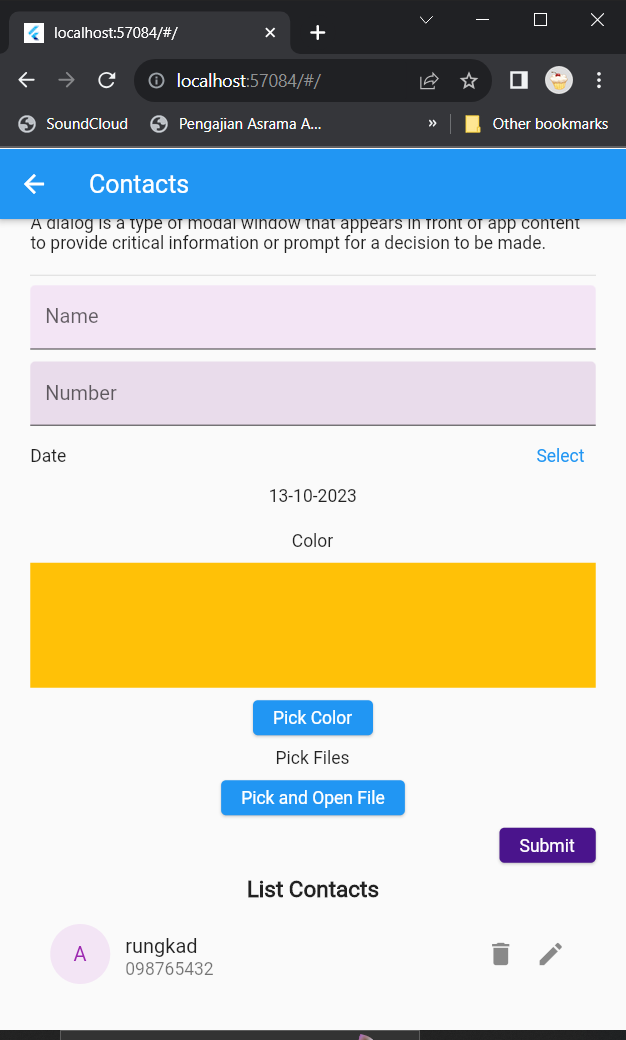 localhost:57084/#/
localhost:57084/#/
SoundCloud
Pengajian Asrama A...
»
Other bookmarks
Contacts
A dialog is a type of modal window that appears in front of app content
to provide critical information or prompt for a decision to be made.
Name
Number
Date
Select
13-10-2023
Color
Pick Color
Pick Files
Pick and Open File
Submit
List Contacts
A
rungkad
098765432